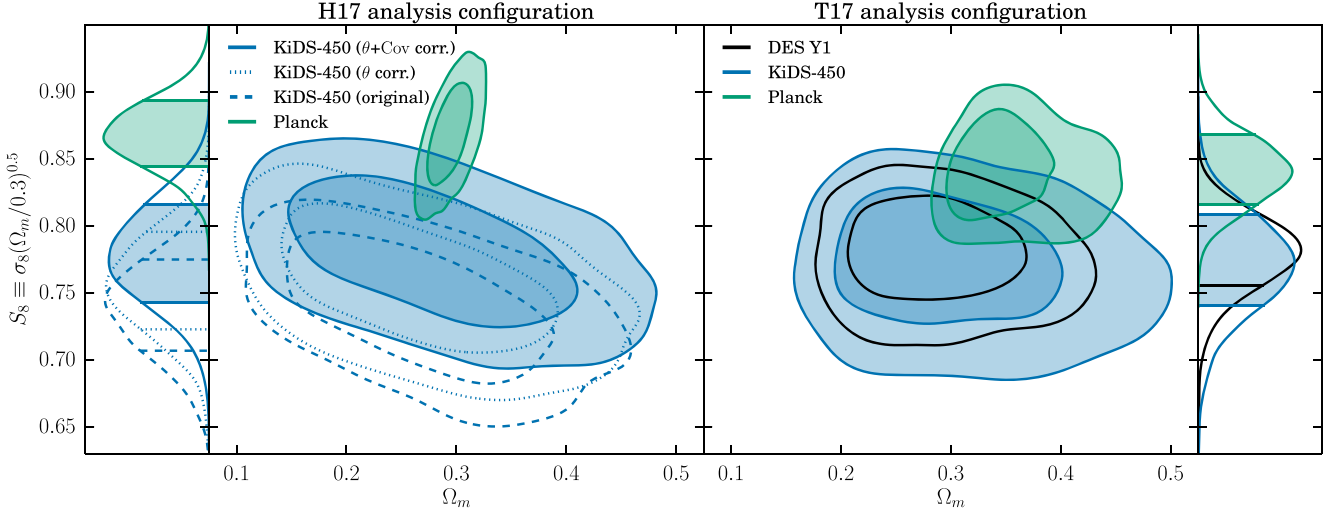 H17 analysis configuration
T17 analysis configuration
KiDS-450 (θ+Cov corr.)
KiDS-450 (θ corr.)
KiDS-450 (original)
Planck
DES Y1
KiDS-450
Planck
S₈ ≡ σ₈(Ωₘ/0.3)^0.5
0.90
0.85
0.80
0.75
0.70
0.65
0.1 0.2 0.3 0.4 0.5
0.1 0.2 0.3 0.4 0.5
Ωₘ
Ωₘ